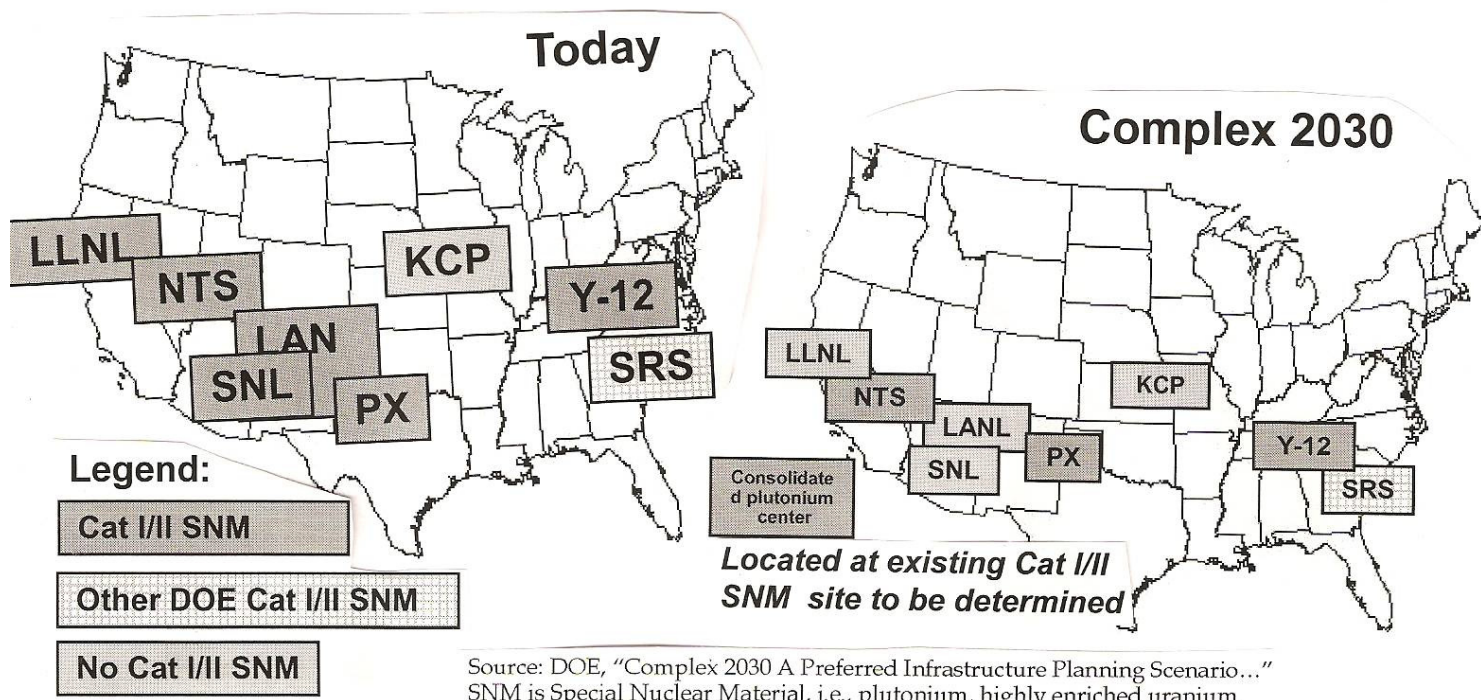 Today
LLNL
NTS
LAN
SNL
PX
KCP
Y-12
SRS
Legend:
Cat I/II SNM
Other DOE Cat I/II SNM
No Cat I/II SNM
Complex 2030
LLNL
NTS
LANL
SNL
PX
KCP
Y-12
SRS
Consolidate
d plutonium
center
Located at existing Cat I/II
SNM site to be determined
Source: DOE, "Complex 2030 A Preferred Infrastructure Planning Scenario..."
SNM is Special Nuclear Material, i.e., plutonium, highly enriched uranium